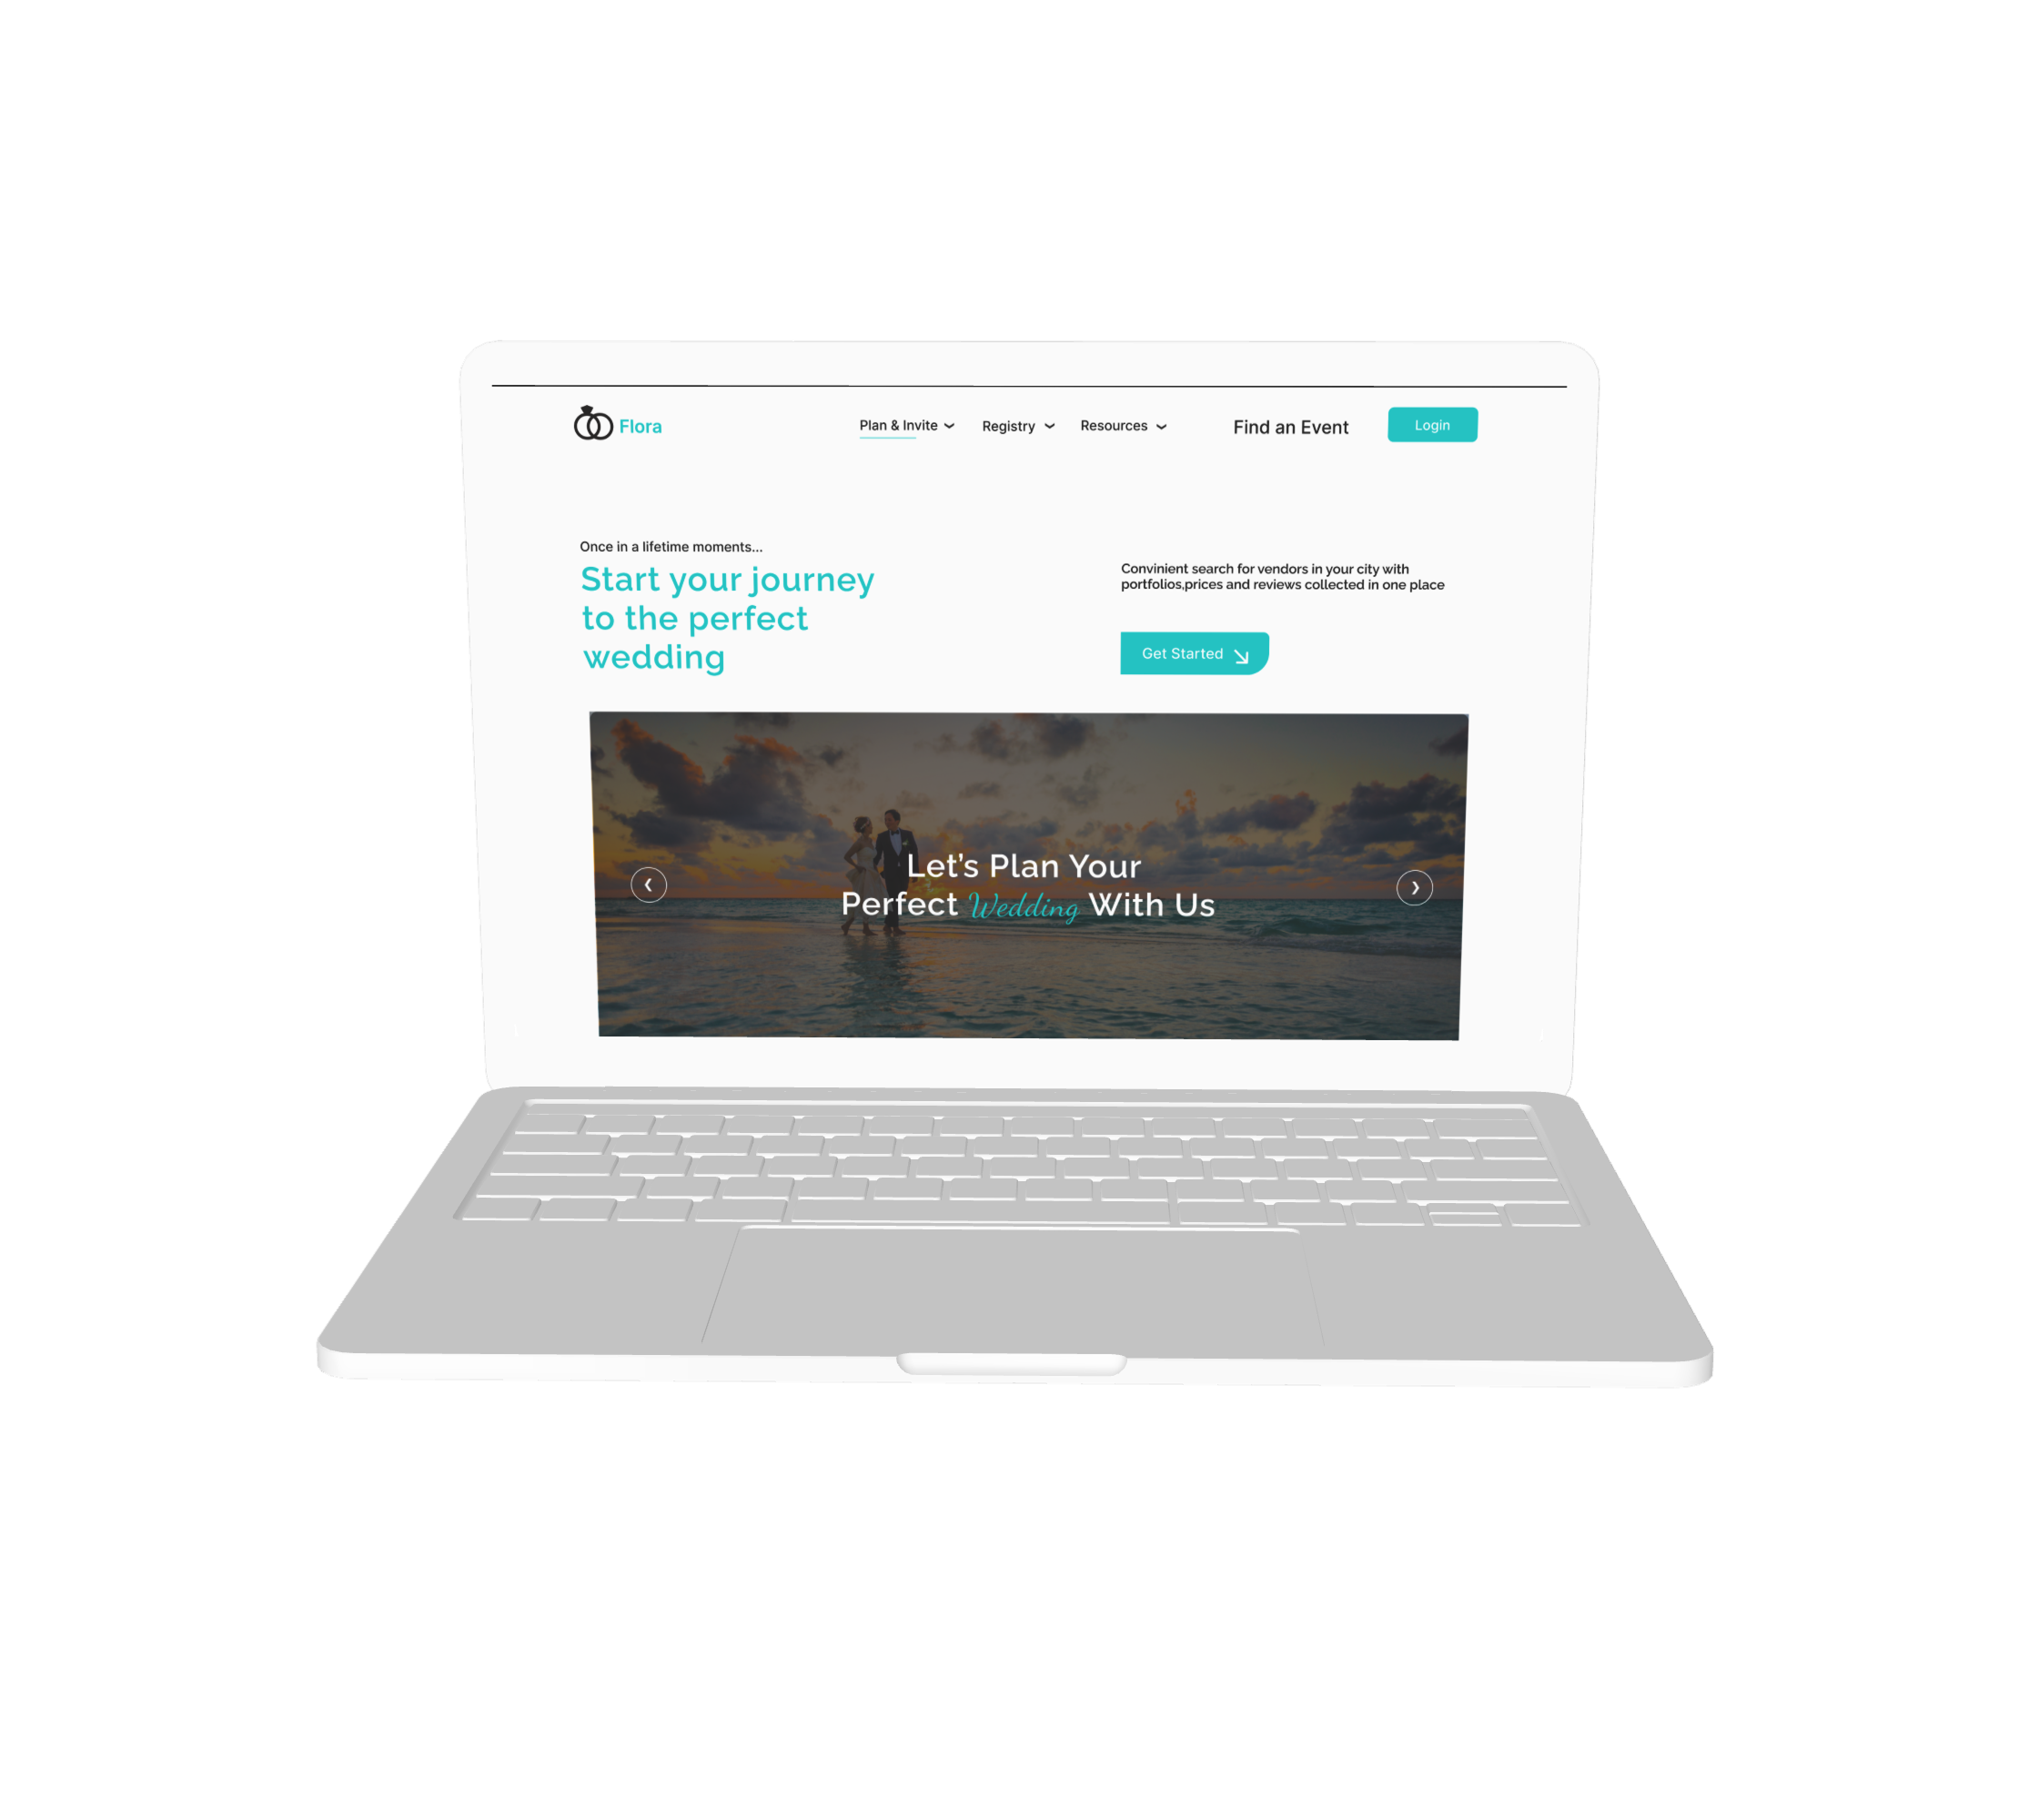 Flora
Plan & Invite
Registry
Resources
Find an Event
Login
Once in a lifetime moments...
Start your journey
to the perfect
wedding
Convinient search for vendors in your city with
portfolios,prices and reviews collected in one place
Get Started
Let's Plan Your
Perfect Wedding With Us